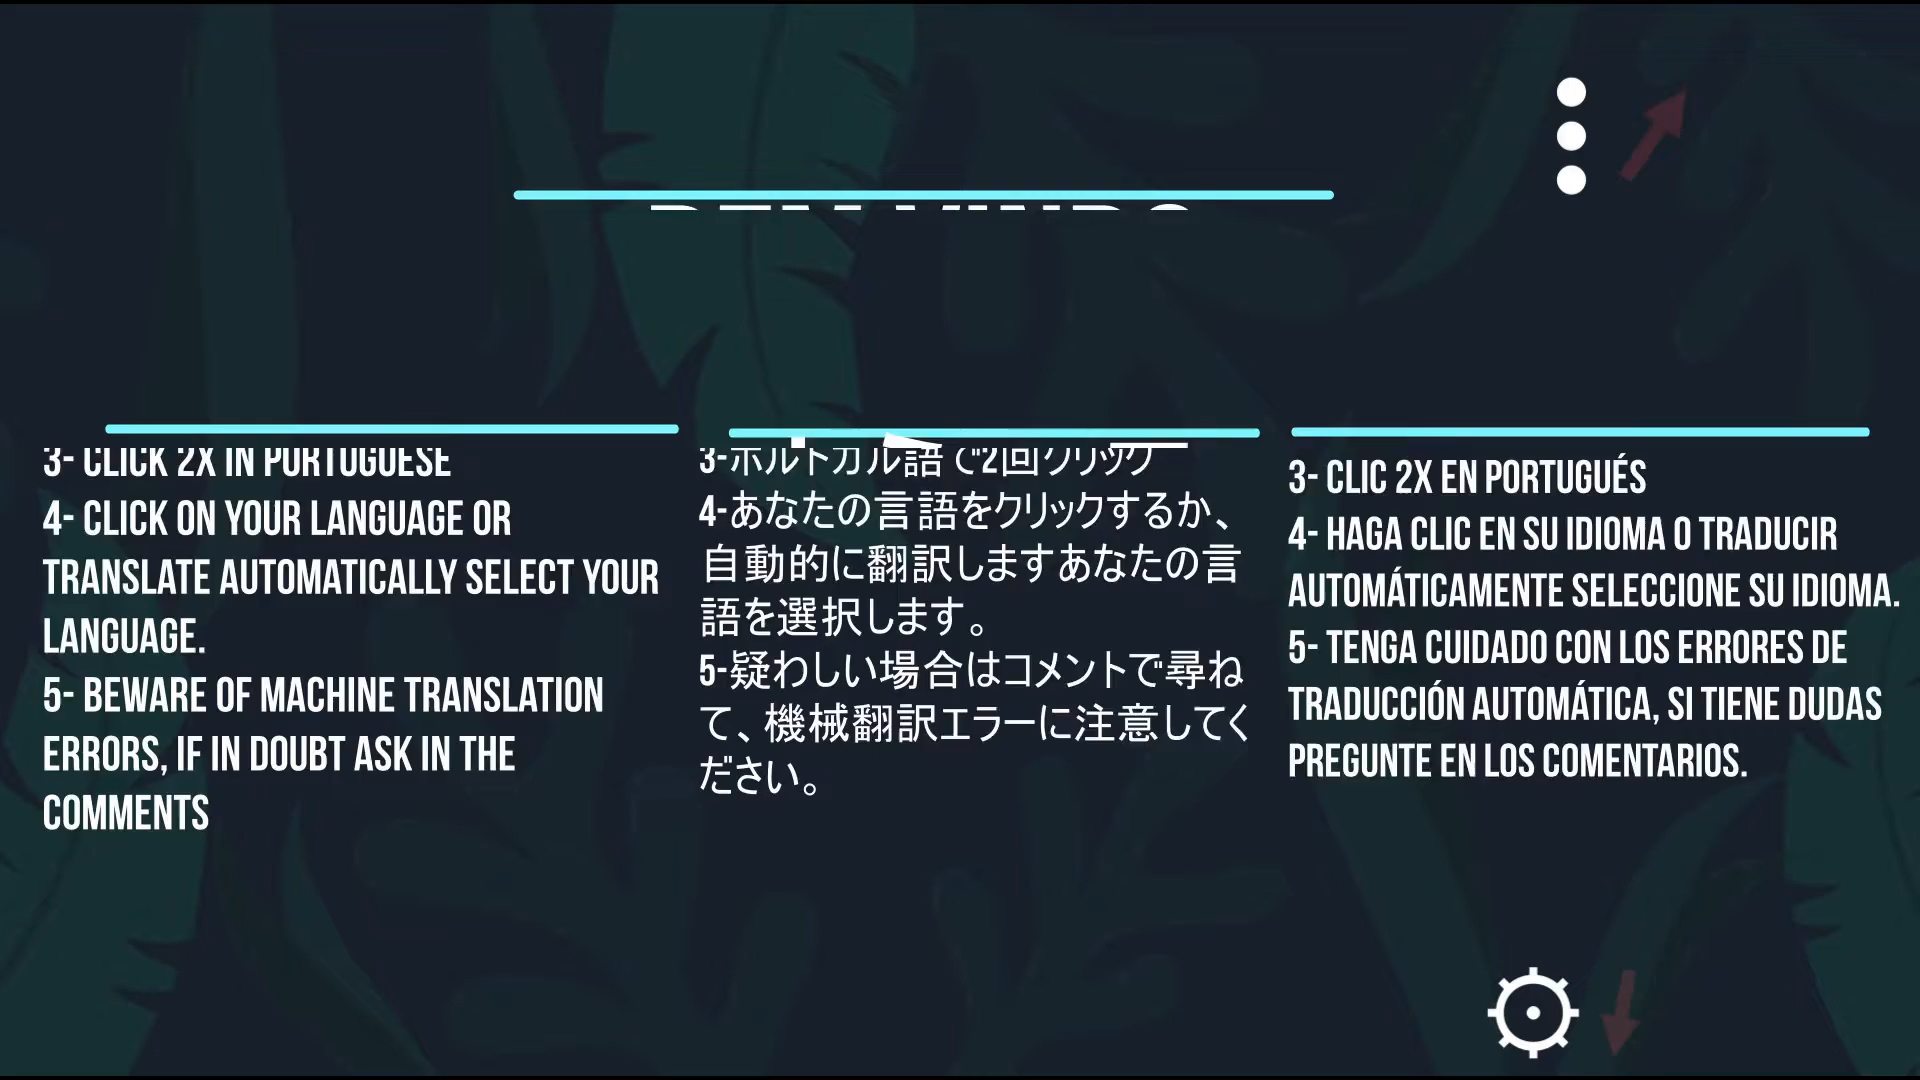 3- CLICK 2X IN PORTUGUESE
4- CLICK ON YOUR LANGUAGE OR
TRANSLATE AUTOMATICALLY SELECT YOUR
LANGUAGE.
5- BEWARE OF MACHINE TRANSLATION
ERRORS, IF IN DOUBT ASK IN THE
COMMENTS
3-ポルトガル語で2回クリック
4-あなたの言語をクリックするか、
自動的に翻訳しますあなたの言
語を選択します。
5-疑わしい場合はコメントで尋ね
て、機械翻訳エラーに注意してく
ださい。
3- CLIC 2X EN PORTUGUÉS
4- HAGA CLIC EN SU IDIOMA O TRADUCIR
AUTOMÁTICAMENTE SELECCIONE SU IDIOMA.
5- TENGA CUIDADO CON LOS ERRORES DE
TRADUCCIÓN AUTOMÁTICA, SI TIENE DUDAS
PREGUNTE EN LOS COMENTARIOS.